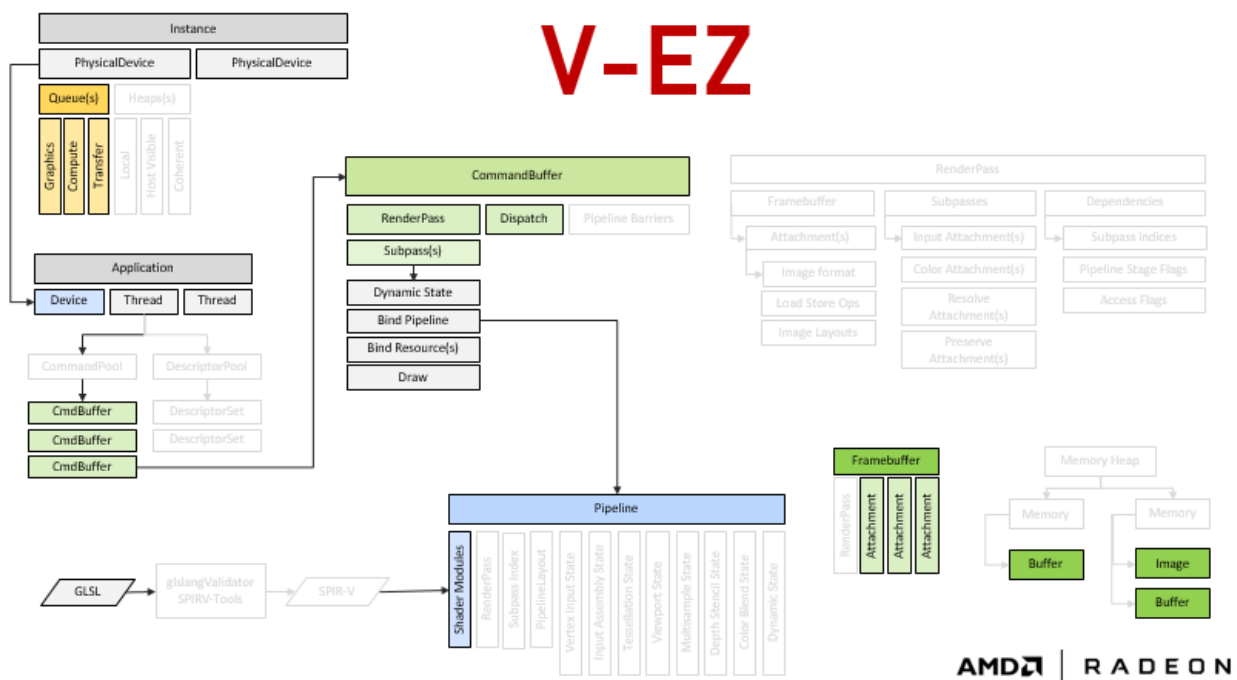 V-EZ
Instance
PhysicalDevice
PhysicalDevice
Queue(s)
Heaps(s)
Graphics
Compute
Transfer
Local
Host Visible
Coherent
Application
Device
Thread
Thread
CommandPool
DescriptorPool
CmdBuffer
CmdBuffer
CmdBuffer
DescriptorSet
DescriptorSet
CommandBuffer
RenderPass
Dispatch
Pipeline Barriers
Subpass(s)
Dynamic State
Bind Pipeline
Bind Resource(s)
Draw
RenderPass
Framebuffer
Subpasses
Dependencies
Attachment(s)
Input Attachment(s)
Subpass indices
Image format
Color Attachment(s)
Pipeline Stage Flags
Load Store Ops
Resolve
Attachment(s)
Access Flags
Image Layouts
Preserve
Attachment(s)
GLSL
glslangValidator
SPIRV-Tools
SPIR-V
Pipeline
Shader Modules
RenderPass
Subpass Index
PipelineLayout
Vertex Input State
Input Assembly State
Tessellation State
Viewport State
Multisample State
Depth Stencil State
Color Blend State
Dynamic State
Framebuffer
RenderPass
Attachment
Attachment
Attachment
Memory Heap
Memory
Memory
Buffer
Image
Buffer
AMD RADEON